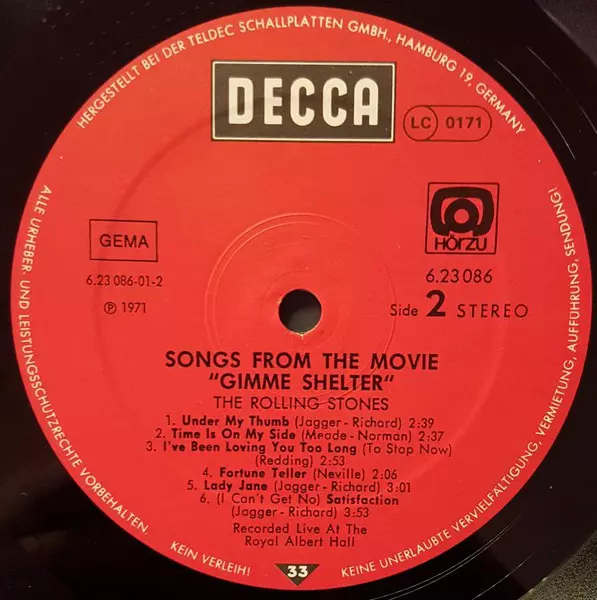 HERGESTELLT BEI DER TELDEC SCHALLPLATTEN GMBH., HAMBURG 19, GERMANY
DECCA
LC 0171
GEMA
HÖRZU
6.23 086-01-2
6.23 086
Ⓟ 1971
Side 2 STEREO
SONGS FROM THE MOVIE
"GIMME SHELTER"
THE ROLLING STONES
1. Under My Thumb (Jagger - Richard) 2:39
2. Time Is On My Side (Meade - Norman) 2:37
3. I've Been Loving You Too Long (To Stop Now)
(Redding) 2:53
4. Fortune Teller (Neville) 2:06
5. Lady Jane (Jagger - Richard) 3:01
6. (I Can't Get No) Satisfaction
(Jagger - Richard) 3:53
Recorded Live At The
Royal Albert Hall
33
ALLE URHEBER- UND LEISTUNGSSCHUTZRECHTE VORBEHALTEN.
KEIN VERLEIH!
KEINE UNERLAUBTE VERVIELFÄLTIGUNG, VERMIETUNG, AUFFÜHRUNG, SENDUNG!